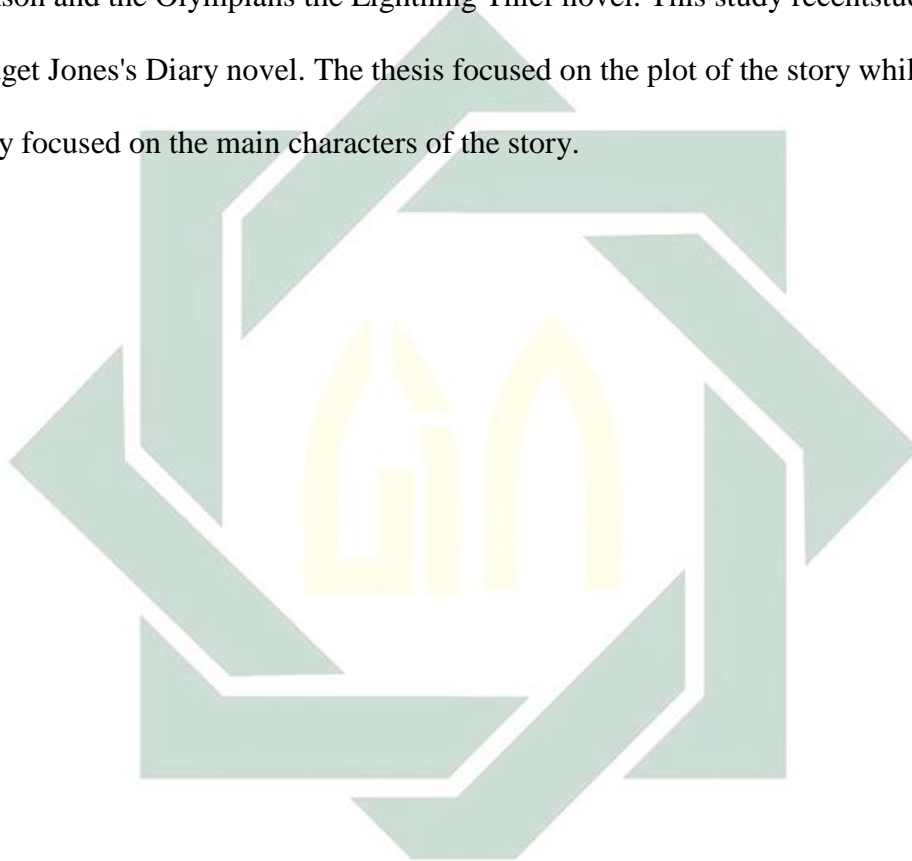 son and the Olympians the Lightning Thief novel. This study recentstud
get Jones's Diary novel. The thesis focused on the plot of the story whil
y focused on the main characters of the story.